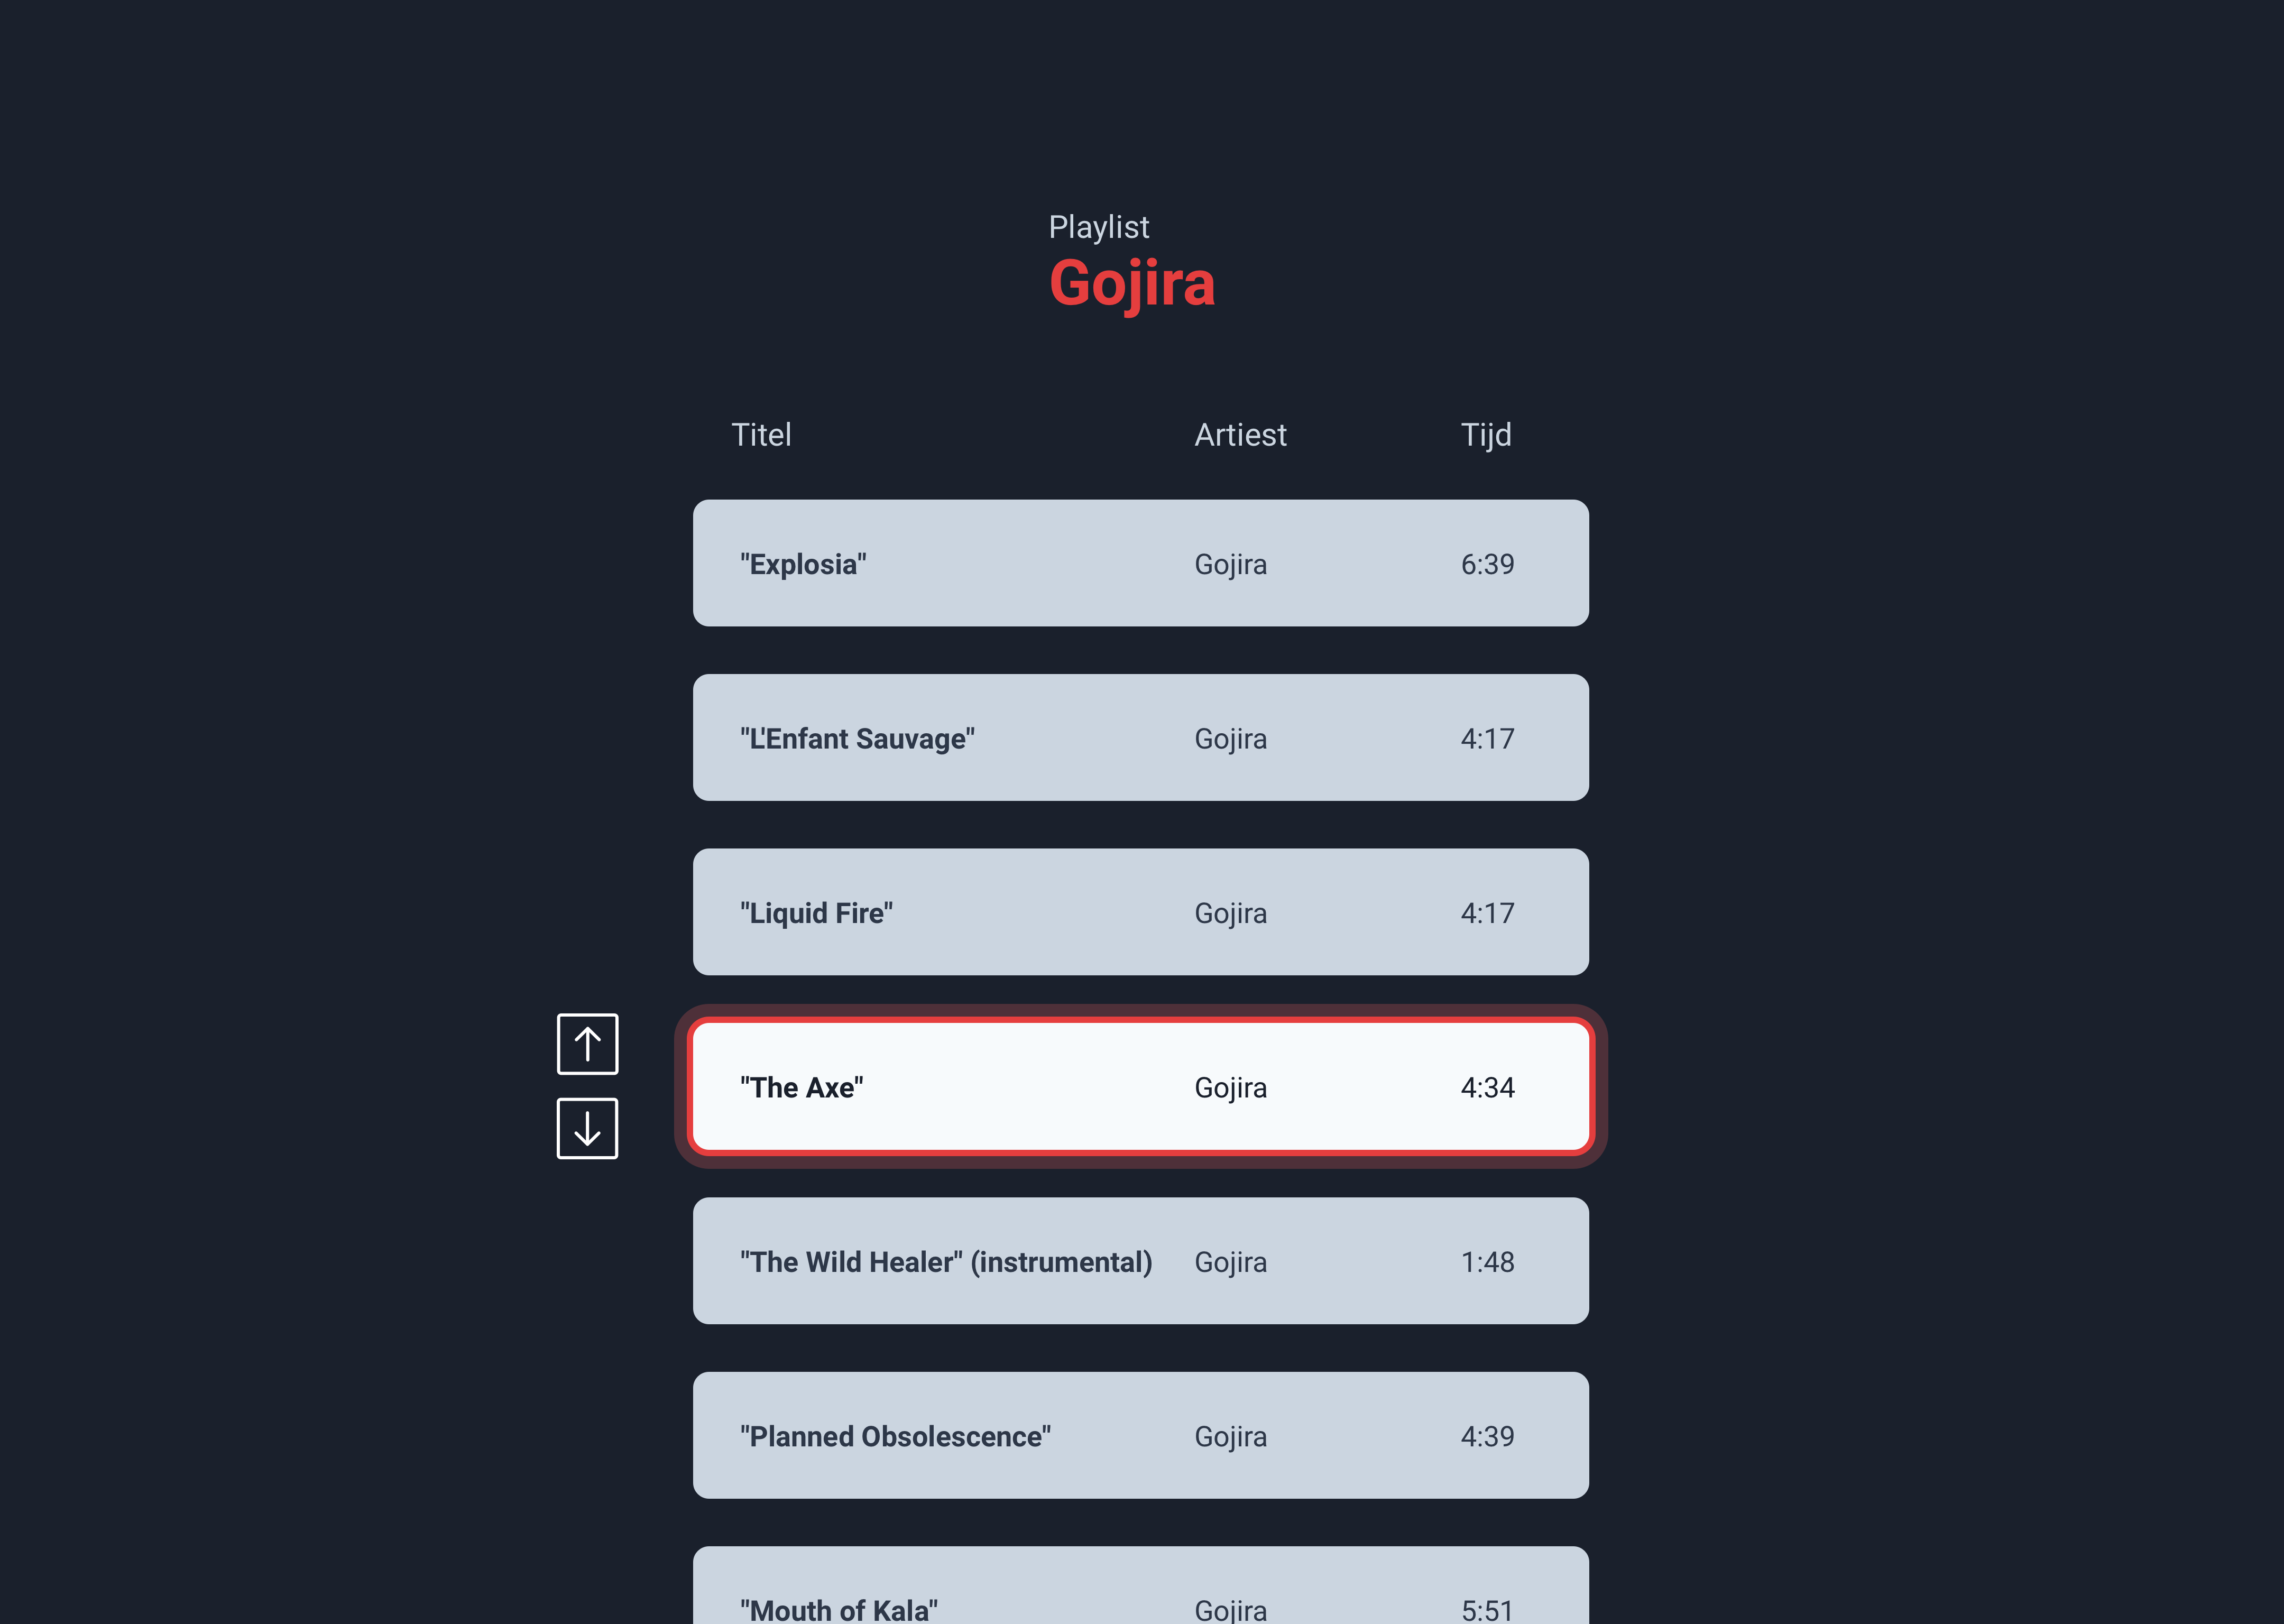 Playlist
Gojira
Titel Artiest Tijd
"Explosia" Gojira 6:39
"L'Enfant Sauvage" Gojira 4:17
"Liquid Fire" Gojira 4:17
"The Axe" Gojira 4:34
"The Wild Healer" (instrumental) Gojira 1:48
"Planned Obsolescence" Gojira 4:39
"Mouth of Kala" Gojira 5:51